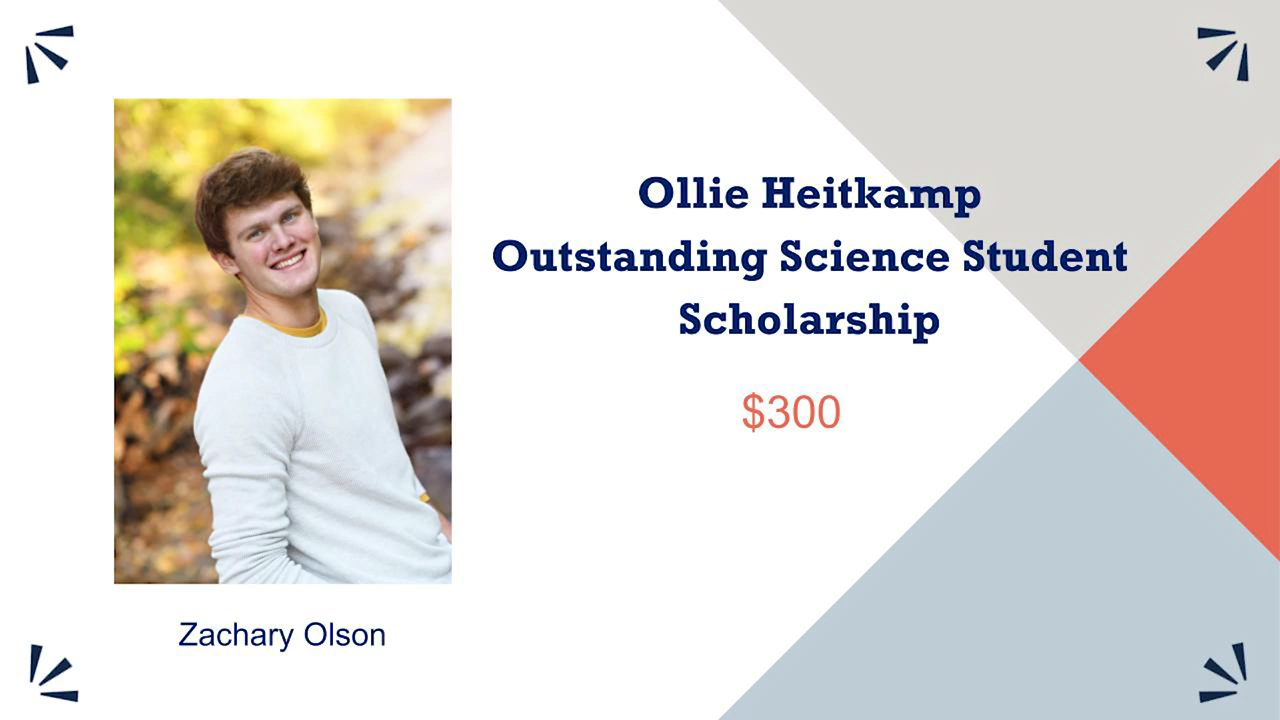 Ollie Heitkamp
Outstanding Science Student
Scholarship
$300
Zachary Olson